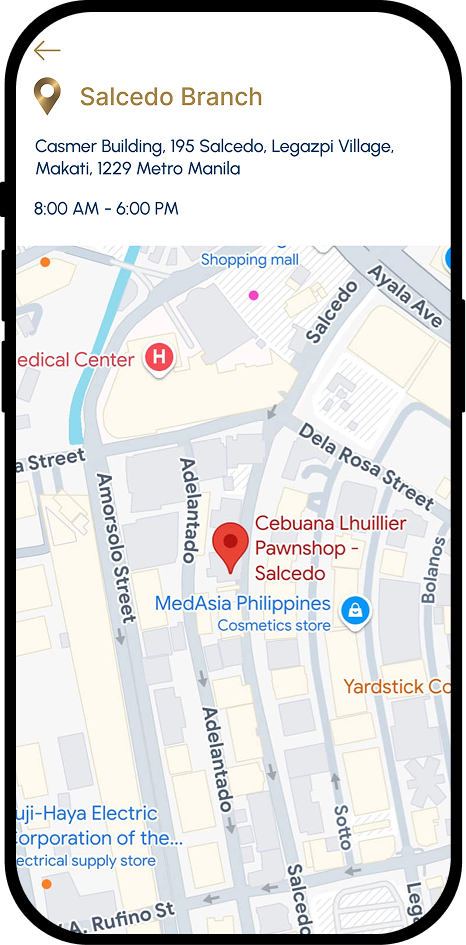 Salcedo Branch
Casmer Building, 195 Salcedo, Legazpi Village,
Makati, 1229 Metro Manila
8:00 AM - 6:00 PM
Shopping mall
Ayala Ave
Salcedo
edical Center
H
Dela Rosa Street
a Street
Adelantado
Amorsolo Street
Cebuana Lhuillier
Pawnshop -
Salcedo
Bolanos
MedAsia Philippines
Cosmetics store
Yardstick Co
Adelantado
uji-Haya Electric
orporation of the...
ectrical supply store
Sotto
Salcedo
Leg
A. Rufino St